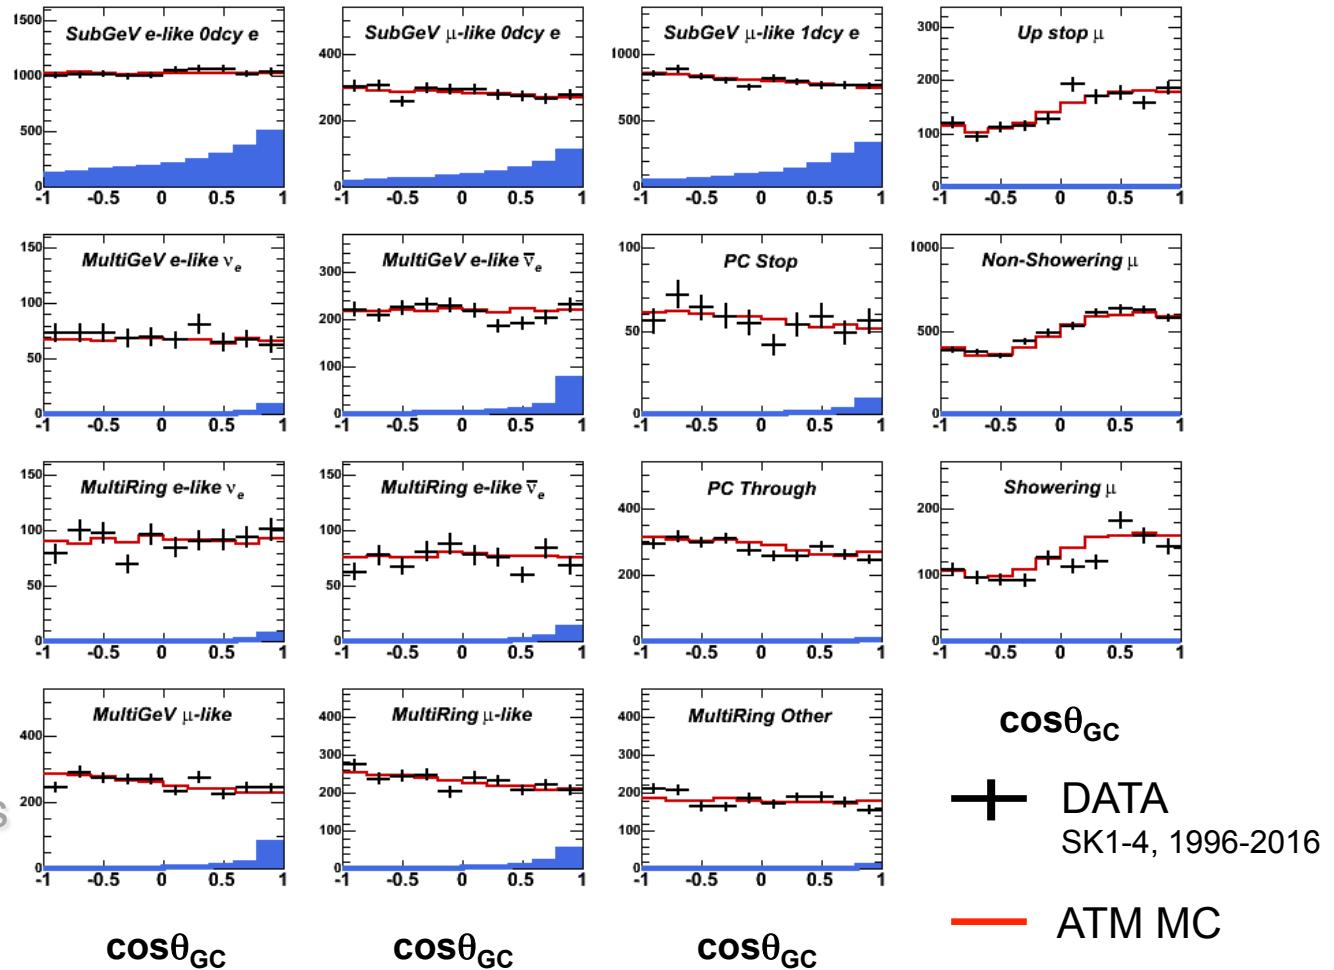 SubGeV e-like 0dcy e
1500
1000
500
0
-1 -0.5 0 0.5 1
SubGeV μ-like 0dcy e
400
200
0
-1 -0.5 0 0.5 1
SubGeV μ-like 1dcy e
1000
500
0
-1 -0.5 0 0.5 1
Up stop μ
300
200
100
0
-1 -0.5 0 0.5 1
MultiGeV e-like νe
150
100
50
0
-1 -0.5 0 0.5 1
MultiGeV e-like ν̅e
300
200
100
0
-1 -0.5 0 0.5 1
PC Stop
100
50
0
-1 -0.5 0 0.5 1
Non-Showering μ
1000
500
0
-1 -0.5 0 0.5 1
MultiRing e-like νe
150
100
50
0
-1 -0.5 0 0.5 1
MultiRing e-like ν̅e
150
100
50
0
-1 -0.5 0 0.5 1
PC Through
400
200
0
-1 -0.5 0 0.5 1
Showering μ
200
100
0
-1 -0.5 0 0.5 1
MultiGeV μ-like
400
200
0
-1 -0.5 0 0.5 1
MultiRing μ-like
400
300
200
100
0
-1 -0.5 0 0.5 1
MultiRing Other
400
300
200
100
0
-1 -0.5 0 0.5 1
s
cosθGC
DATA
SK1-4, 1996-2016
ATM MC
cosθGC
cosθGC
cosθGC